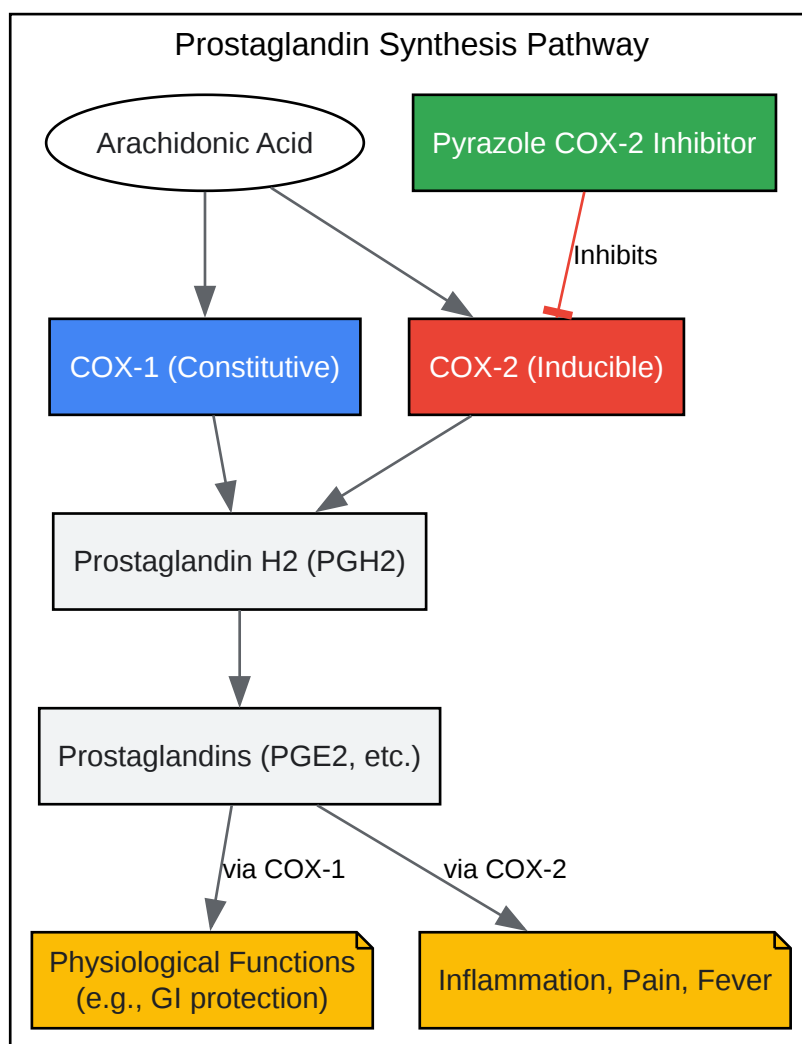 Prostaglandin Synthesis Pathway
Arachidonic Acid
Pyrazole COX-2 Inhibitor
Inhibits
COX-1 (Constitutive)
COX-2 (Inducible)
Prostaglandin H2 (PGH2)
Prostaglandins (PGE2, etc.)
via COX-1
via COX-2
Physiological Functions
(e.g., GI protection)
Inflammation, Pain, Fever